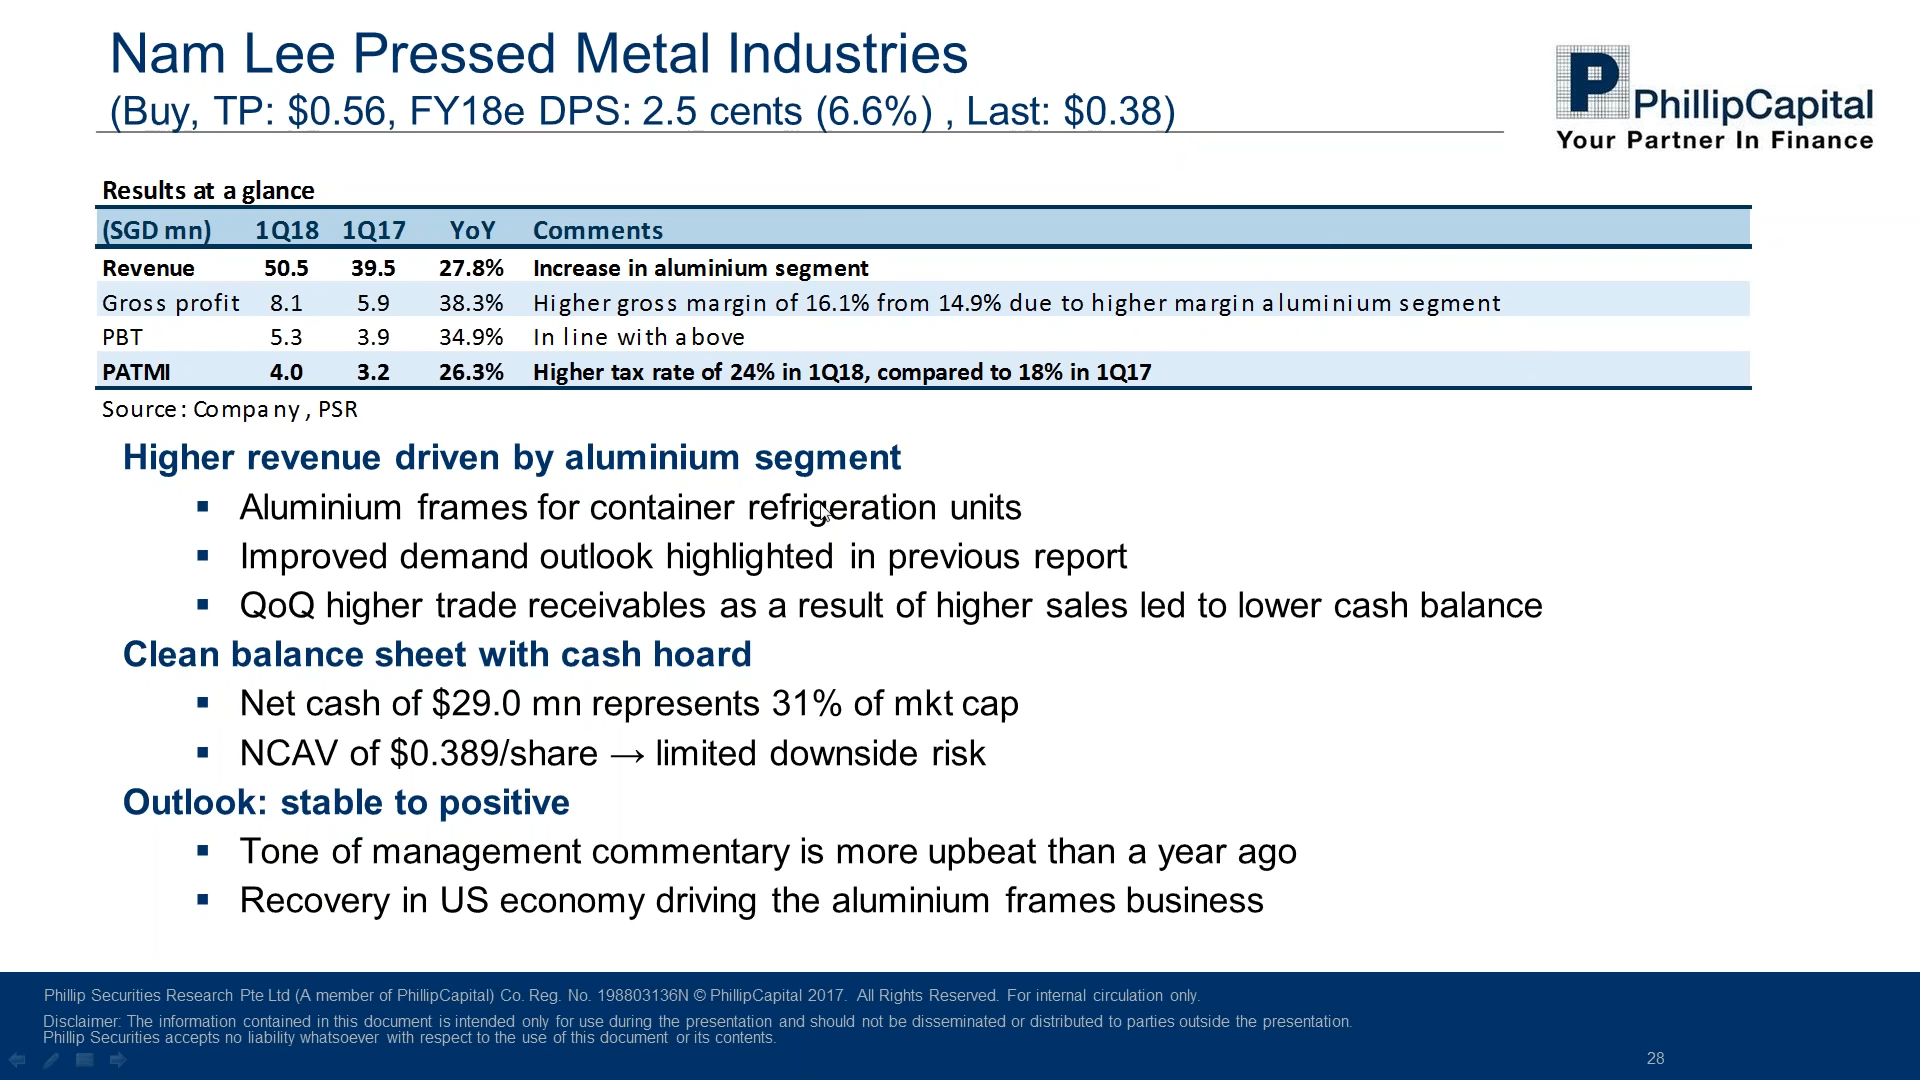 Nam Lee Pressed Metal Industries
(Buy, TP: $0.56, FY18e DPS: 2.5 cents (6.6%) , Last: $0.38)
P PhillipCapital
Your Partner In Finance
Results at a glance
(SGD mn) 1Q18 1Q17 YoY Comments
Revenue 50.5 39.5 27.8% Increase in aluminium segment
Gross profit 8.1 5.9 38.3% Higher gross margin of 16.1% from 14.9% due to higher margin aluminium segment
PBT 5.3 3.9 34.9% In line with above
PATMI 4.0 3.2 26.3% Higher tax rate of 24% in 1Q18, compared to 18% in 1Q17
Source: Company, PSR
Higher revenue driven by aluminium segment
▪ Aluminium frames for container refrigeration units
▪ Improved demand outlook highlighted in previous report
▪ QoQ higher trade receivables as a result of higher sales led to lower cash balance
Clean balance sheet with cash hoard
▪ Net cash of $29.0 mn represents 31% of mkt cap
▪ NCAV of $0.389/share → limited downside risk
Outlook: stable to positive
▪ Tone of management commentary is more upbeat than a year ago
▪ Recovery in US economy driving the aluminium frames business
Phillip Securities Research Pte Ltd (A member of PhillipCapital) Co. Reg. No. 198803136N © PhillipCapital 2017. All Rights Reserved. For internal circulation only.
Disclaimer: The information contained in this document is intended only for use during the presentation and should not be disseminated or distributed to parties outside the presentation.
Phillip Securities accepts no liability whatsoever with respect to the use of this document or its contents.
28